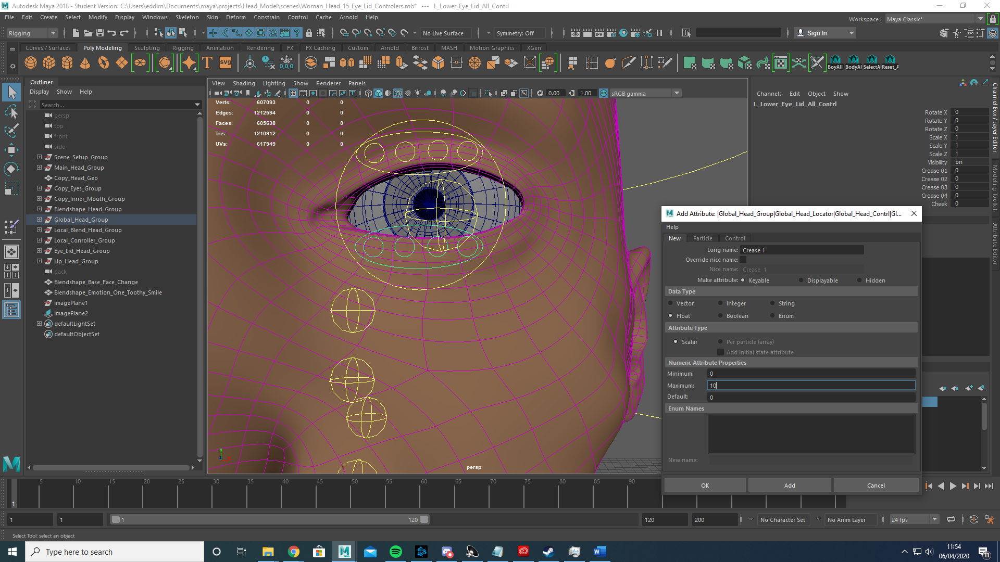 Autodesk Maya 2018 - Student Version: C:\Users\eddim\Documents\maya\projects\Head_Model\scenes\Woman_Head_15_Eye_Lid_Controlers.mb* --- L_Lower_Eye_Lid_All_Contrl
File Edit Create Select Modify Display Windows Skeleton Skin Deform Constrain Control Cache Arnold Help
Workspace : Maya Classic*
Rigging No Live Surface Symmetry: Off Sign In
Curves / Surfaces Poly Modeling Sculpting Rigging Animation Rendering FX FX Caching Custom Arnold Bifrost MASH Motion Graphics XGen
T svg 0,0,0 BoyAll BodyAl SelectA Reset_A
Outliner
Display Show Help
Search...
persp
top
front
side
Scene_Setup_Group
Main_Head_Group
Copy_Head_Geo
Copy_Eyes_Group
Copy_Inner_Mouth_Group
Blendshape_Head_Group
Global_Head_Group
Local_Blend_Head_Group
Local_Conroller_Group
Eye_Lid_Head_Group
Lip_Head_Group
back
Blendshape_Base_Face_Change
Blendshape_Emotion_One_Toothy_Smile
imagePlane1
imagePlane2
defaultLightSet
defaultObjectSet
View Shading Lighting Show Renderer Panels
0.00 1.00 ON sRGB gamma
Verts: 607093 0 0
Edges: 1212594 0 0
Faces: 605638 0 0
Tris: 1210912 0 0
UVs: 617949 0 0
y
persp
Channels Edit Object Show
L_Lower_Eye_Lid_All_Contrl
Rotate X 0
Rotate Y 0
Rotate Z 0
Scale X 1
Scale Y 1
Scale Z 1
Visibility on
Crease 01 0
Crease 02 0
Crease 03 0
Crease 04 0
Cheek 0
Channel Box / Layer Editor
Modeling Toolkit
Attribute Editor
Add Attribute: |Global_Head_Group|Global_Head_Locator|Global_Head_Contrl|Gl...
Help
New Particle Control
Long name: Crease 1
Override nice name:
Nice name: Crease 1
Make attribute: Keyable Displayable Hidden
Data Type
Vector Integer String
Float Boolean Enum
Attribute Type
Scalar Per particle (array)
Add initial state attribute
Numeric Attribute Properties
Minimum: 0
Maximum: 10
Default: 0
Enum Names
New name:
OK Add Cancel
5 10 15 20 25 30 35 40 45 50 55 60 65 70 75 80 85 90
1
1 1 1 120 120 200 No Character Set No Anim Layer 24 fps
Select Tool: select an object
Type here to search
11:54
06/04/2020
11